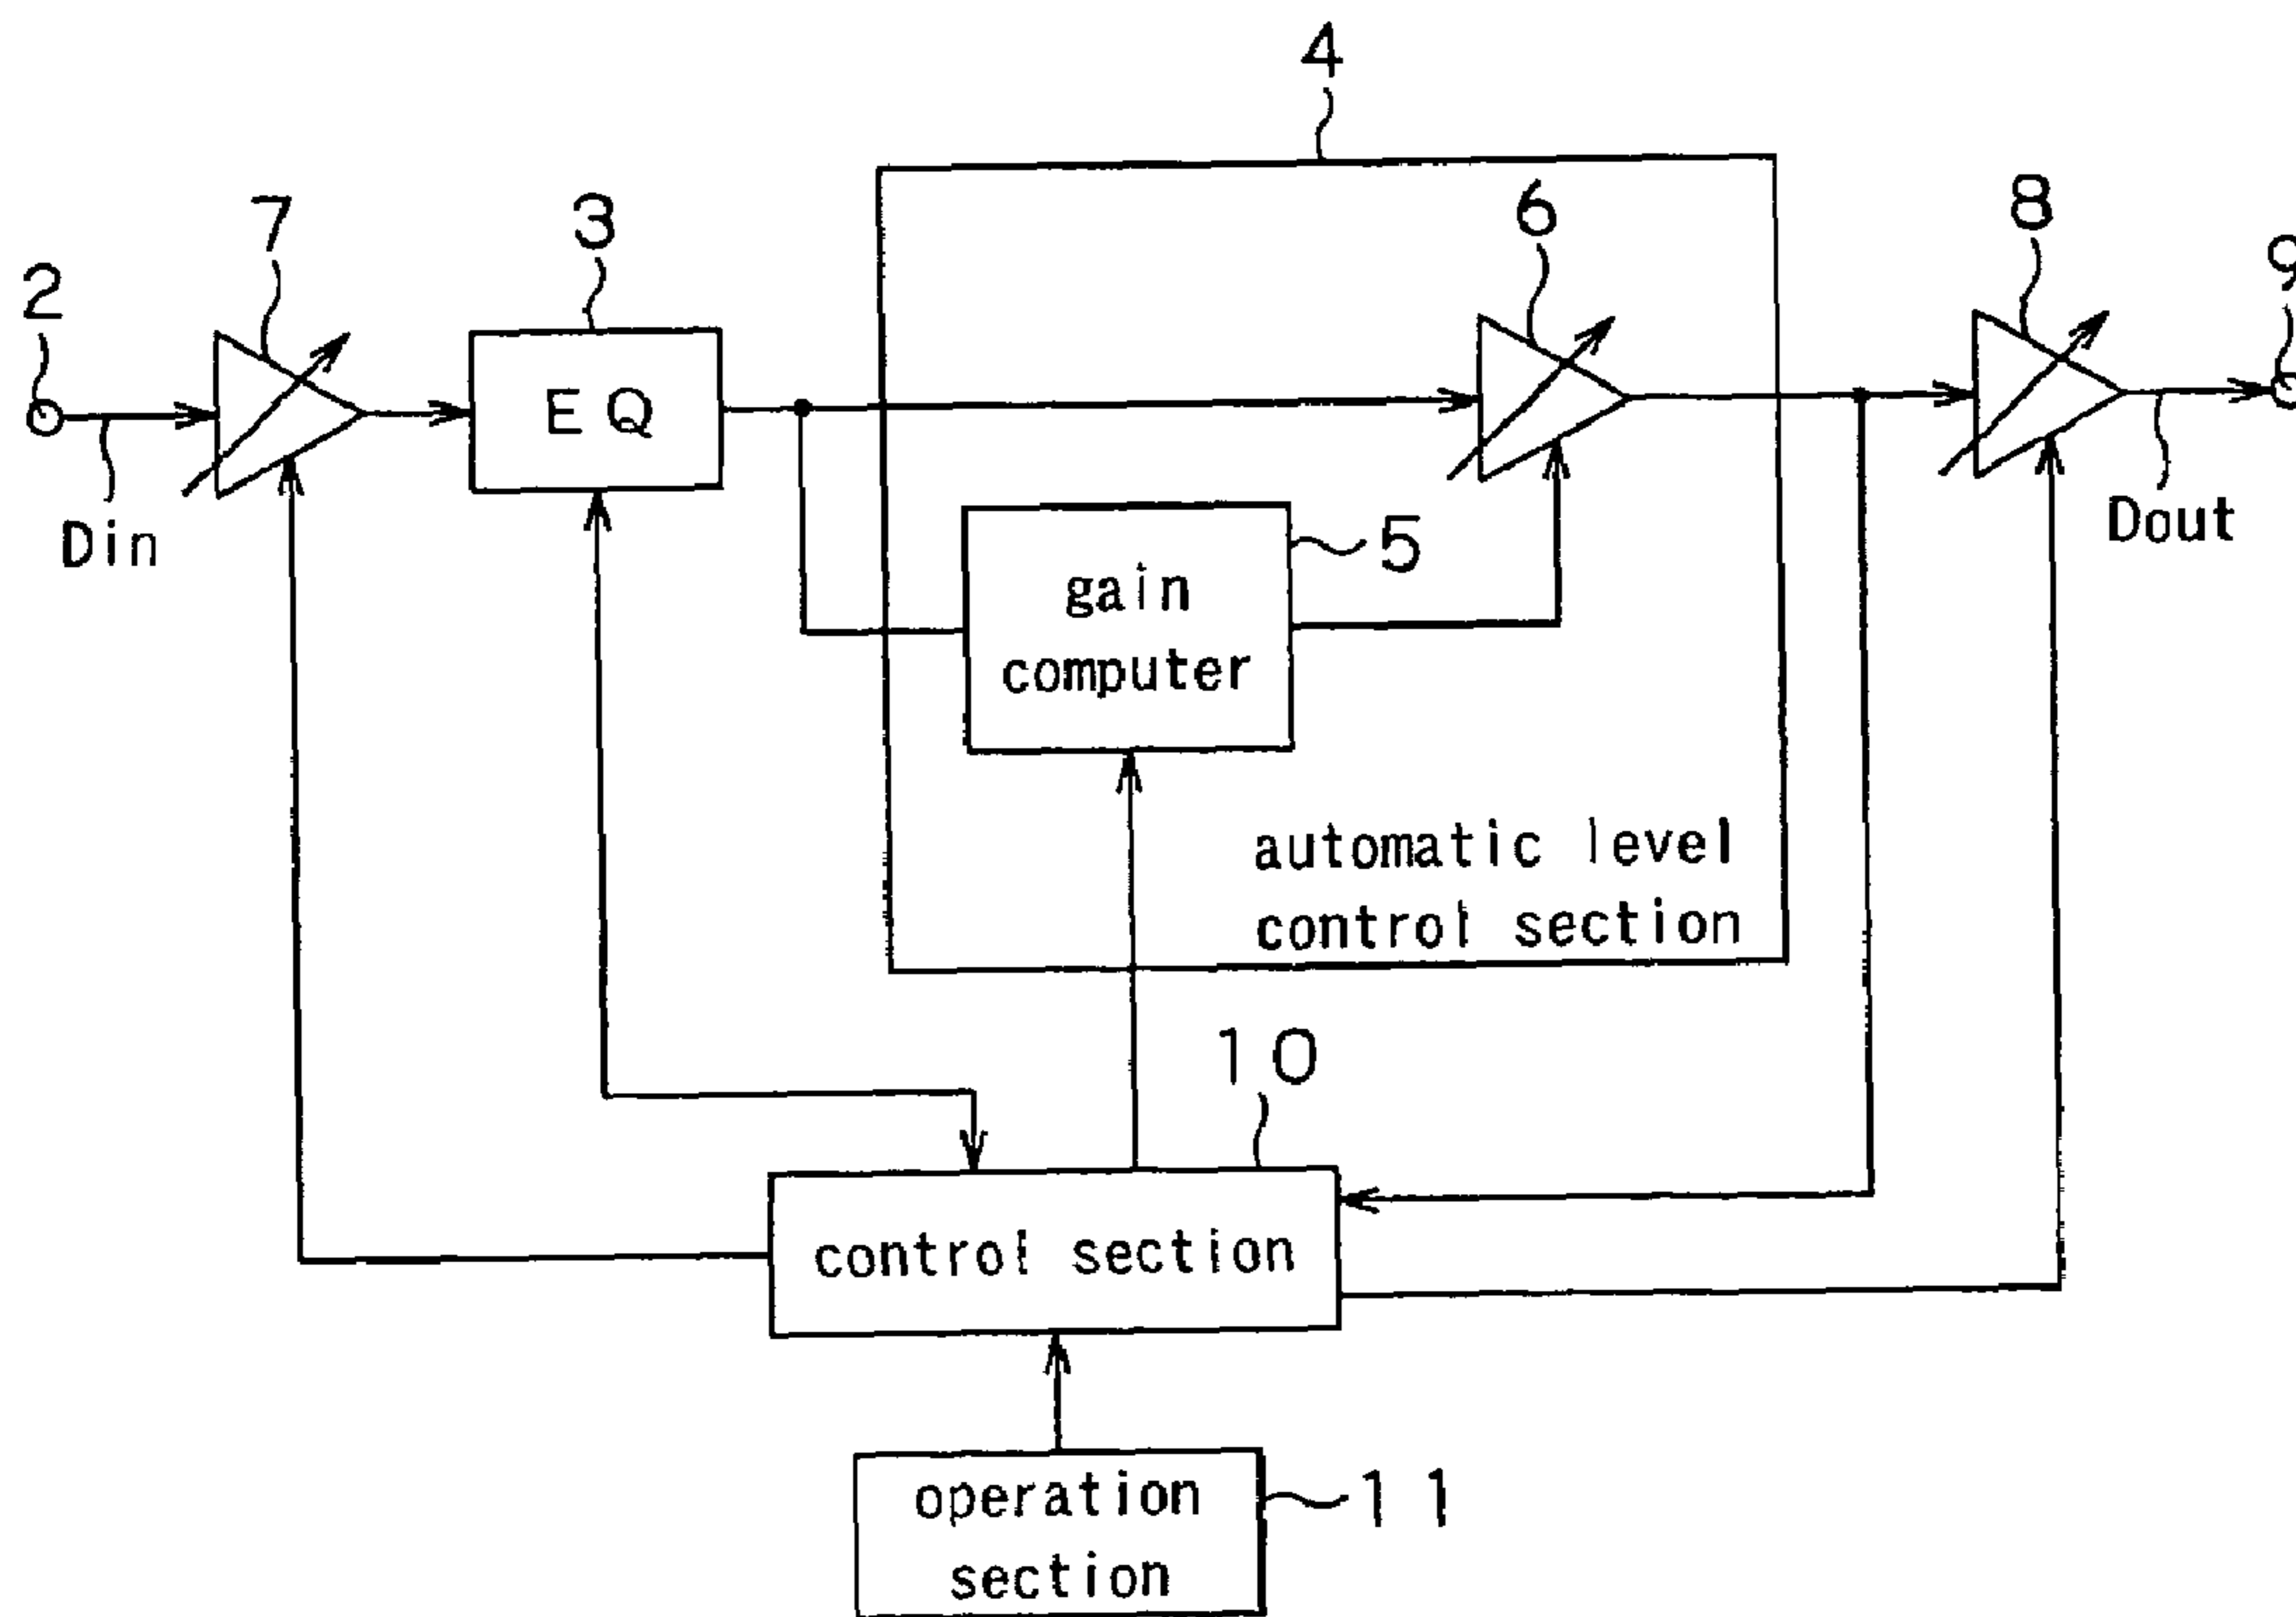 4
7
3
6
8
2
9
EQ
Din
5
Dout
gain
computer
automatic level
control section
10
control section
operation
section
11